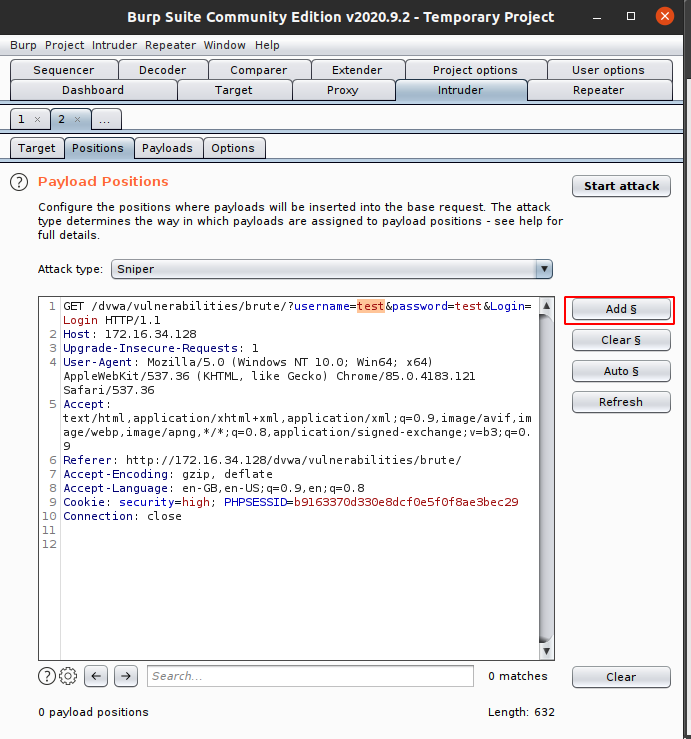 Burp Suite Community Edition v2020.9.2 - Temporary Project
Burp Project Intruder Repeater Window Help
Sequencer Decoder Comparer Extender Project options User options
Dashboard Target Proxy Intruder Repeater
1 × 2 × ...
Target Positions Payloads Options
? Payload Positions
Start attack
Configure the positions where payloads will be inserted into the base request. The attack
type determines the way in which payloads are assigned to payload positions - see help for
full details.
Attack type: Sniper
1 GET /dvwa/vulnerabilities/brute/?username=test&password=test&Login=
Login HTTP/1.1
2 Host: 172.16.34.128
3 Upgrade-Insecure-Requests: 1
4 User-Agent: Mozilla/5.0 (Windows NT 10.0; Win64; x64)
AppleWebKit/537.36 (KHTML, like Gecko) Chrome/85.0.4183.121
Safari/537.36
5 Accept:
text/html,application/xhtml+xml,application/xml;q=0.9,image/avif,im
age/webp,image/apng,*/*;q=0.8,application/signed-exchange;v=b3;q=0.
9
6 Referer: http://172.16.34.128/dvwa/vulnerabilities/brute/
7 Accept-Encoding: gzip, deflate
8 Accept-Language: en-GB,en-US;q=0.9,en;q=0.8
9 Cookie: security=high; PHPSESSID=b9163370d330e8dcf0e5f0f8ae3bec29
10 Connection: close
11
12
Add §
Clear §
Auto §
Refresh
? Search... 0 matches Clear
0 payload positions Length: 632